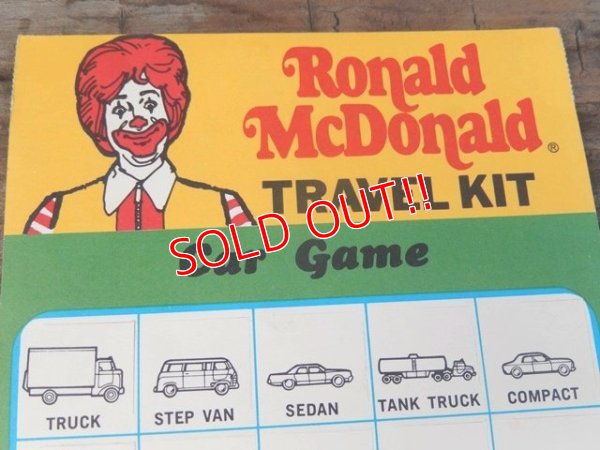 Ronald
McDonald®
TRAVEL KIT
SOLD OUT!!
Car Game
TRUCK
STEP VAN
SEDAN
TANK TRUCK
COMPACT